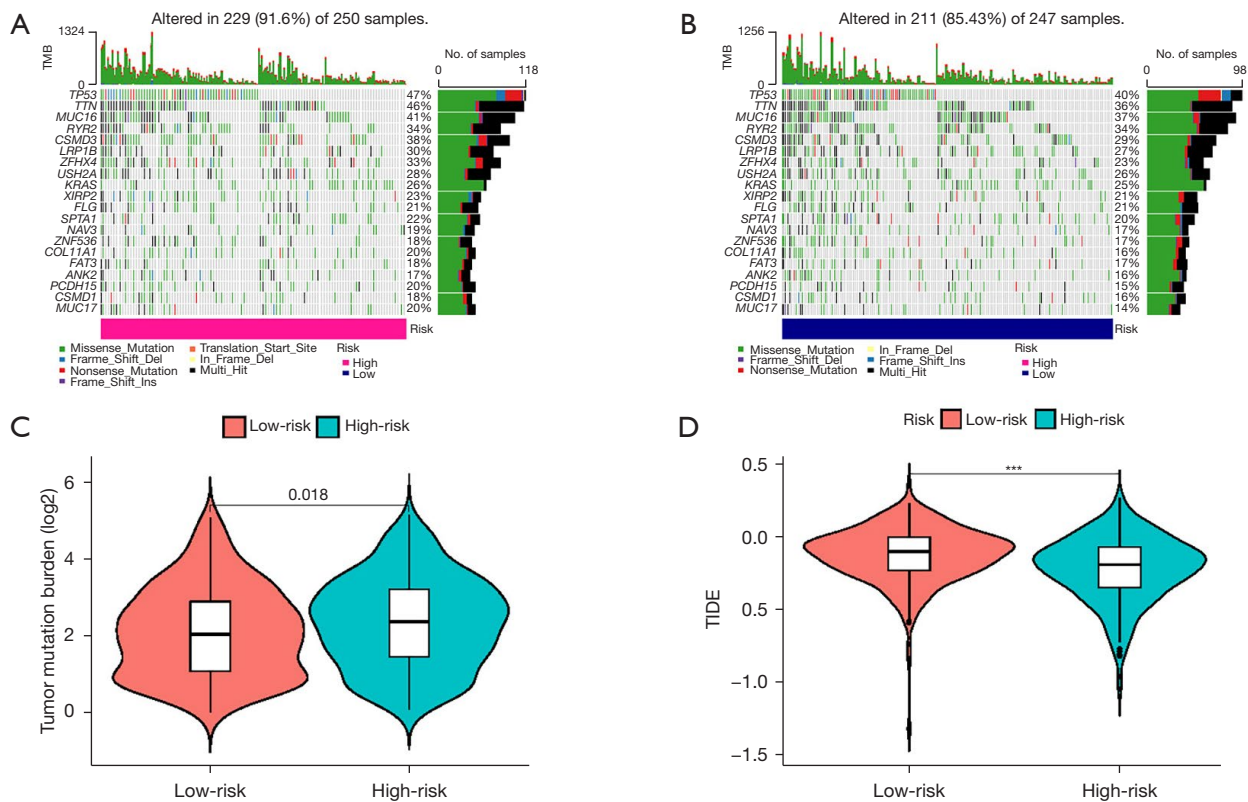 A
Altered in 229 (91.6%) of 250 samples.
1324
TMB
0
No. of samples
0 118
TP53 47%
TTN 46%
MUC16 41%
RYR2 34%
CSMD3 38%
LRP1B 30%
ZFHX4 33%
USH2A 28%
KRAS 26%
XIRP2 23%
FLG 21%
SPTA1 22%
NAV3 19%
ZNF536 18%
COL11A1 20%
FAT3 18%
ANK2 17%
PCDH15 20%
CSMD1 18%
MUC17 20%
Risk
Missense_Mutation
Frarme_Shift_Del
Nonsense_Mutation
Frame_Shift_Ins
Translation_Start_Site
In_Frame_Del
Multi_Hit
Risk
High
Low
B
Altered in 211 (85.43%) of 247 samples.
1256
TMB
0
No. of samples
0 98
TP53 40%
TTN 36%
MUC16 37%
RYR2 34%
CSMD3 29%
LRP1B 27%
ZFHX4 23%
USH2A 26%
KRAS 25%
XIRP2 21%
FLG 21%
SPTA1 20%
NAV3 17%
ZNF536 17%
COL11A1 16%
FAT3 17%
ANK2 16%
PCDH15 15%
CSMD1 16%
MUC17 14%
Risk
Missense_Mutation
Frame_Shift_Del
Nonsense_Mutation
In_Frame_Del
Frame_Shift_Ins
Multi_Hit
Risk
High
Low
C
Low-risk High-risk
Tumor mutation burden (log2)
6
4
2
0
0.018
Low-risk High-risk
D
Risk Low-risk High-risk
TIDE
0.5
0.0
0.5
−1.0
−1.5
***
Low-risk High-risk